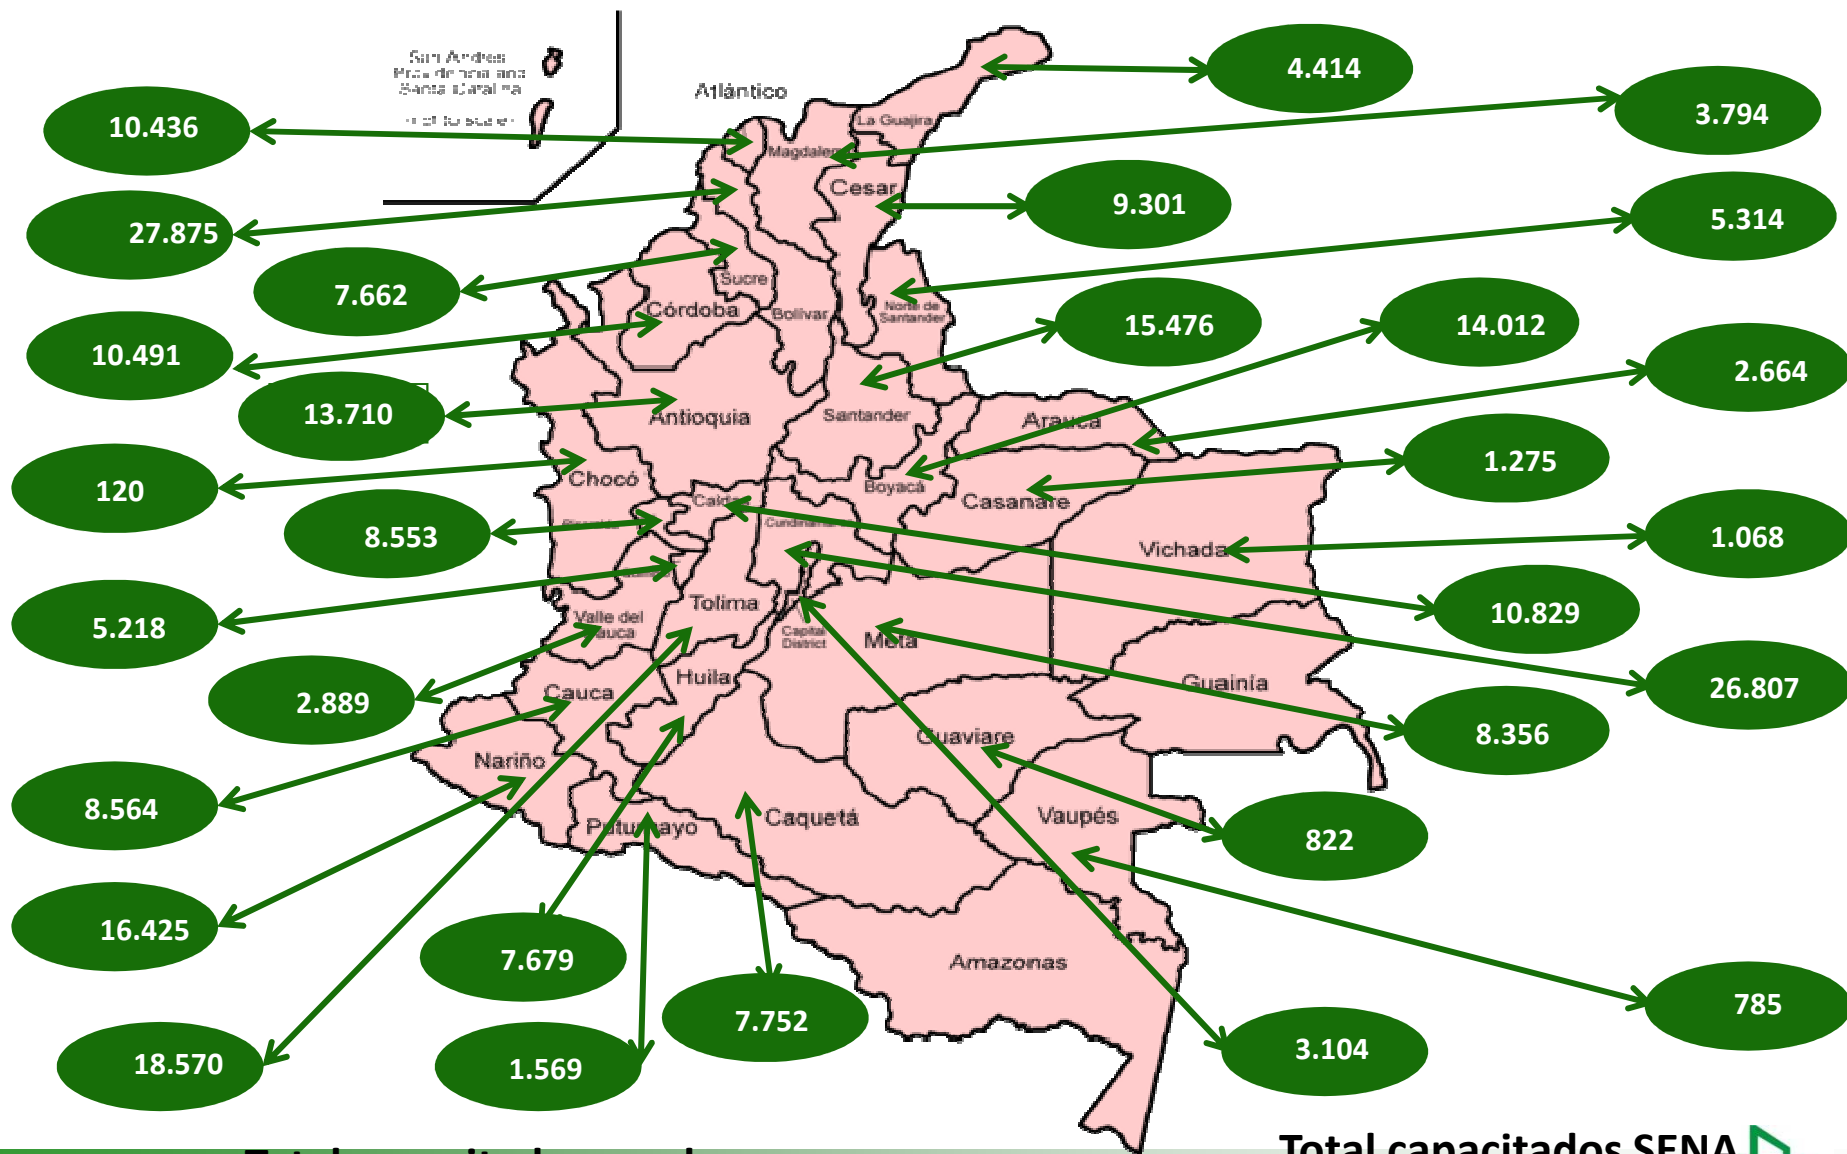 San Andres
Providencia and
Santa Catalina
Atlántico
4.414
10.436
La Guajira
3.794
Magdalena
Cesar
9.301
27.875
5.314
7.662
Sucre
Córdoba
Bolívar
Norte de
Santander
15.476
14.012
10.491
2.664
13.710
Antioquia
Santander
Arauca
1.275
120
Chocó
Boyacá
Casanare
Caldas
8.553
1.068
Vichada
5.218
Tolima
10.829
Valle del
Cauca
Capital
District
Meta
2.889
Huila
Cauca
Guainía
26.807
8.356
Guaviare
Nariño
8.564
Putumayo
Caquetá
Vaupés
822
16.425
7.679
Amazonas
7.752
785
18.570
1.569
3.104
Total capacitados SENA